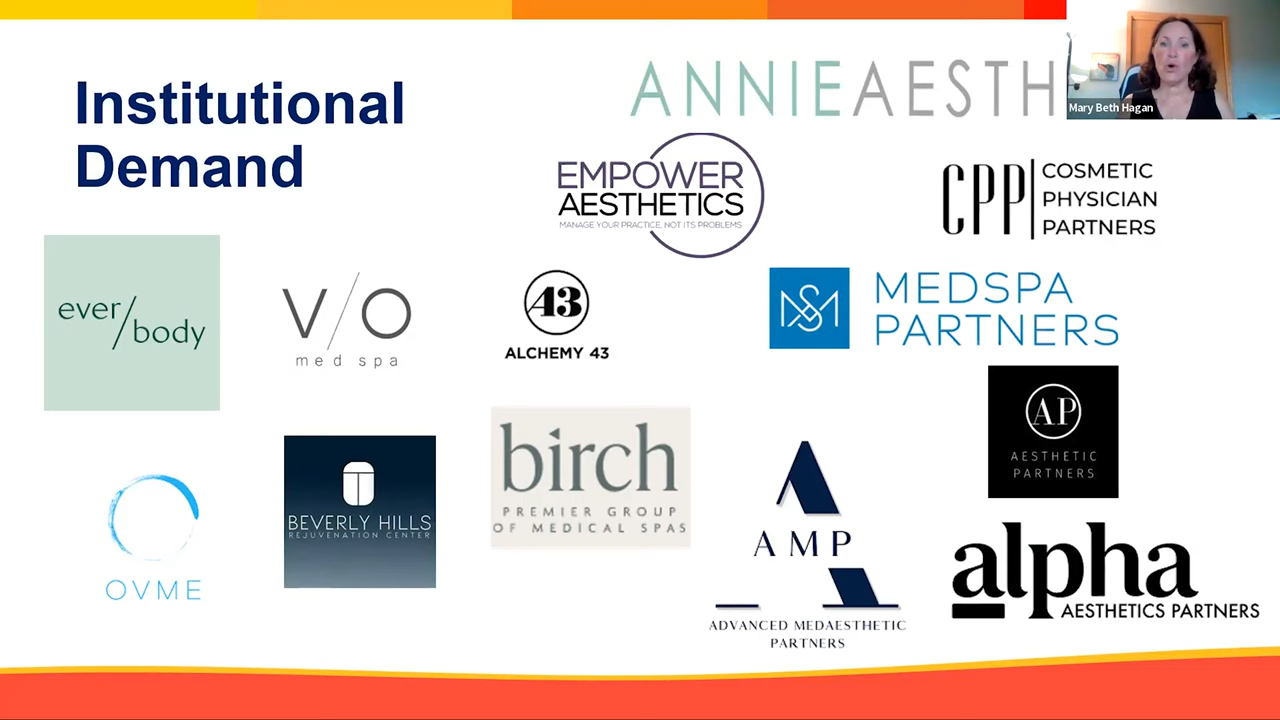 Institutional
Demand
ANNIEAESTH
Mary Beth Hagan
EMPOWER
AESTHETICS
MANAGE YOUR PRACTICE, NOT ITS PROBLEMS
CPP
COSMETIC
PHYSICIAN
PARTNERS
ever/
body
V/O
med spa
43
ALCHEMY 43
MEDSPA
PARTNERS
AP
AESTHETIC
PARTNERS
birch
PREMIER GROUP
OF MEDICAL SPAS
BEVERLY HILLS
REJUVENATION CENTER
OVME
AMP
ADVANCED MEDAESTHETIC
PARTNERS
alpha
AESTHETICS PARTNERS